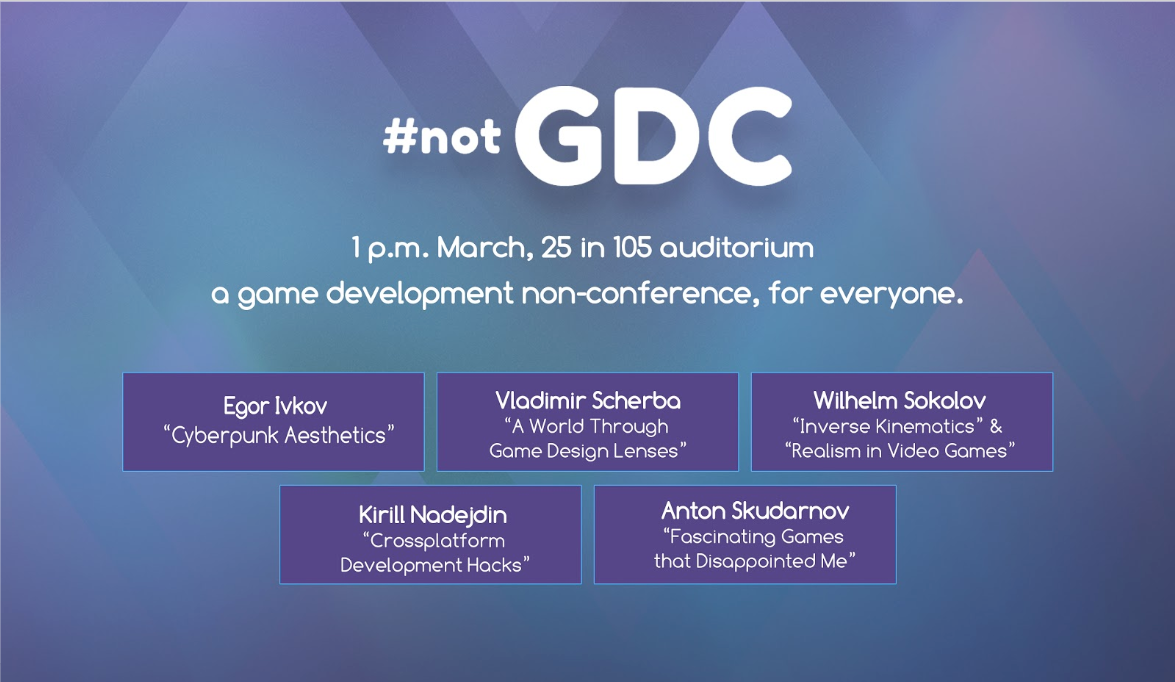 #not GDC
1 p.m. March, 25 in 105 auditorium
a game development non-conference, for everyone.
Egor Ivkov
“Cyberpunk Aesthetics”
Vladimir Scherba
“A World Through
Game Design Lenses”
Wilhelm Sokolov
“Inverse Kinematics” &
“Realism in Video Games”
Kirill Nadejdin
“Crossplatform
Development Hacks”
Anton Skudarnov
“Fascinating Games
that Disappointed Me”